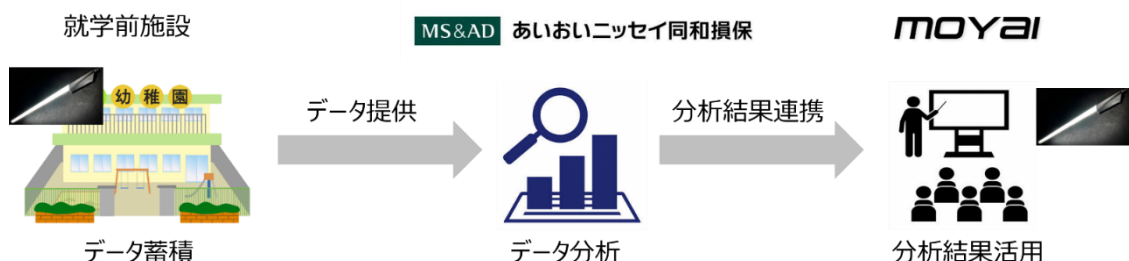 就学前施設
MS&AD あいおいニッセイ同和損保
moyai
幼稚園
データ提供
分析結果連携
データ蓄積
データ分析
分析結果活用